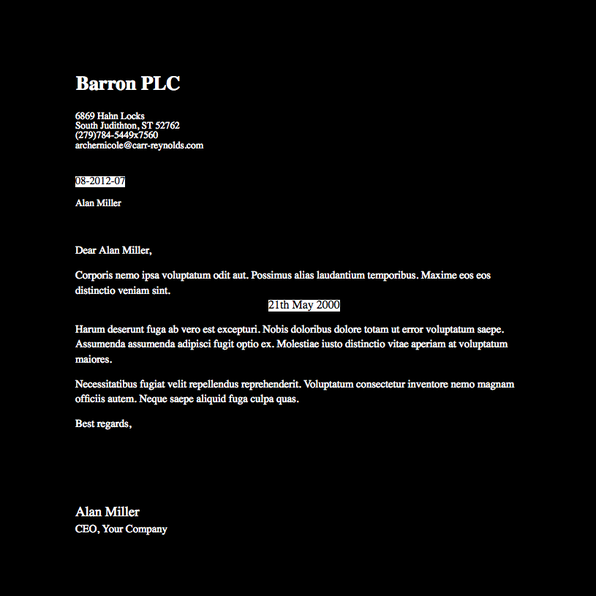 Barron PLC
6869 Hahn Locks
South Judithton, ST 52762
(279)784-5449x7560
archernicole@carr-reynolds.com
08-2012-07
Alan Miller
Dear Alan Miller,
Corporis nemo ipsa voluptatum odit aut. Possimus alias laudantium temporibus. Maxime eos eos
distinctio veniam sint.
21th May 2000
Harum deserunt fuga ab vero est excepturi. Nobis doloribus dolore totam ut error voluptatum saepe.
Assumenda assumenda adipisci fugit optio ex. Molestiae iusto distinctio vitae aperiam at voluptatum
maiores.
Necessitatibus fugiat velit repellendus reprehenderit. Voluptatum consectetur inventore nemo magnam
officiis autem. Neque saepe aliquid fuga culpa quas.
Best regards,
Alan Miller
CEO, Your Company